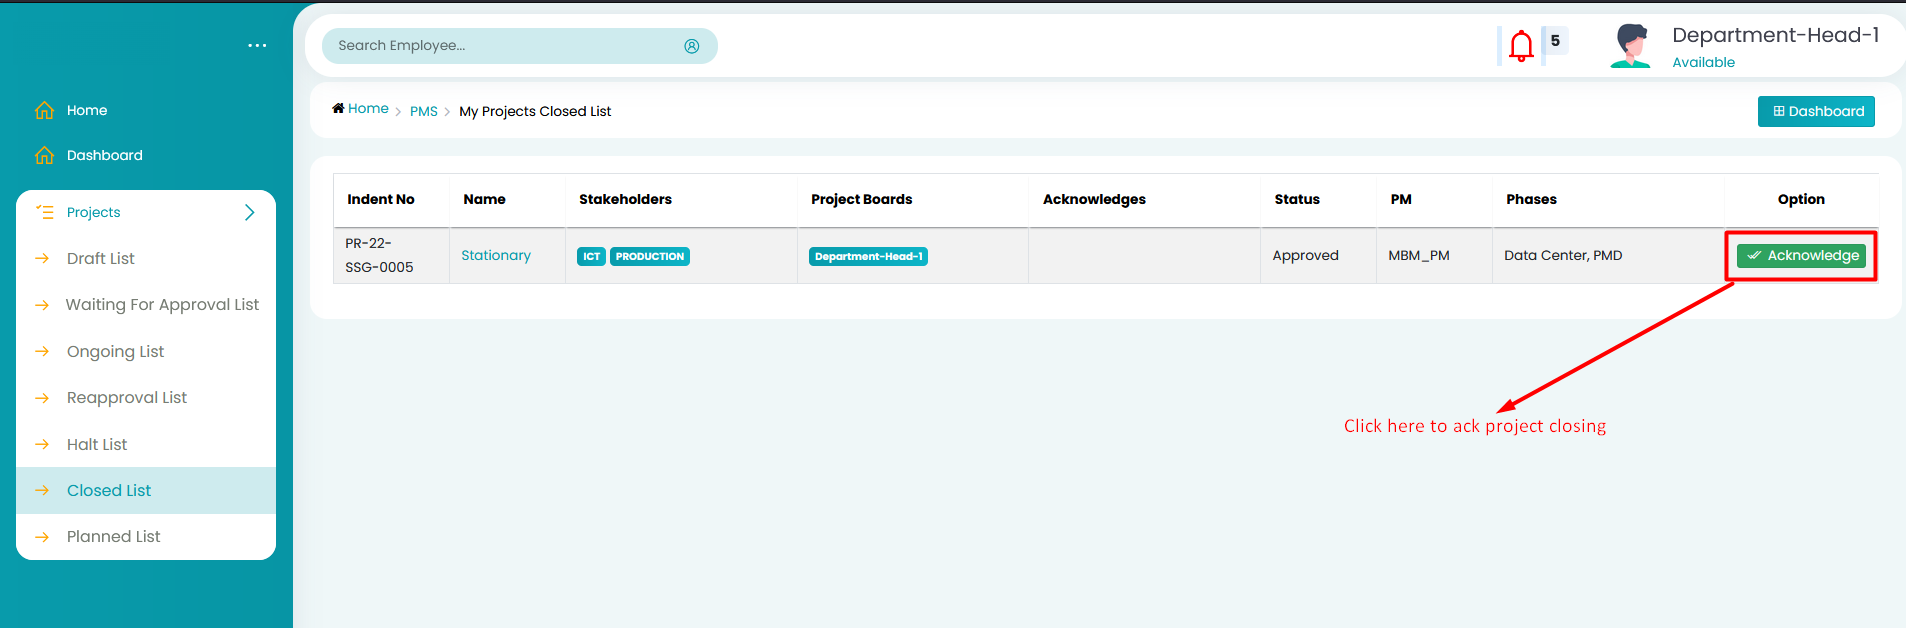 Search Employee...
5
Department-Head-1
Available
Home
Dashboard
Projects
Draft List
Waiting For Approval List
Ongoing List
Reapproval List
Halt List
Closed List
Planned List
Home > PMS > My Projects Closed List
Dashboard
Indent No Name Stakeholders Project Boards Acknowledges Status PM Phases Option
PR-22-
SSG-0005 Stationary ICT PRODUCTION Department-Head-1 Approved MBM_PM Data Center, PMD Acknowledge
Click here to ack project closing